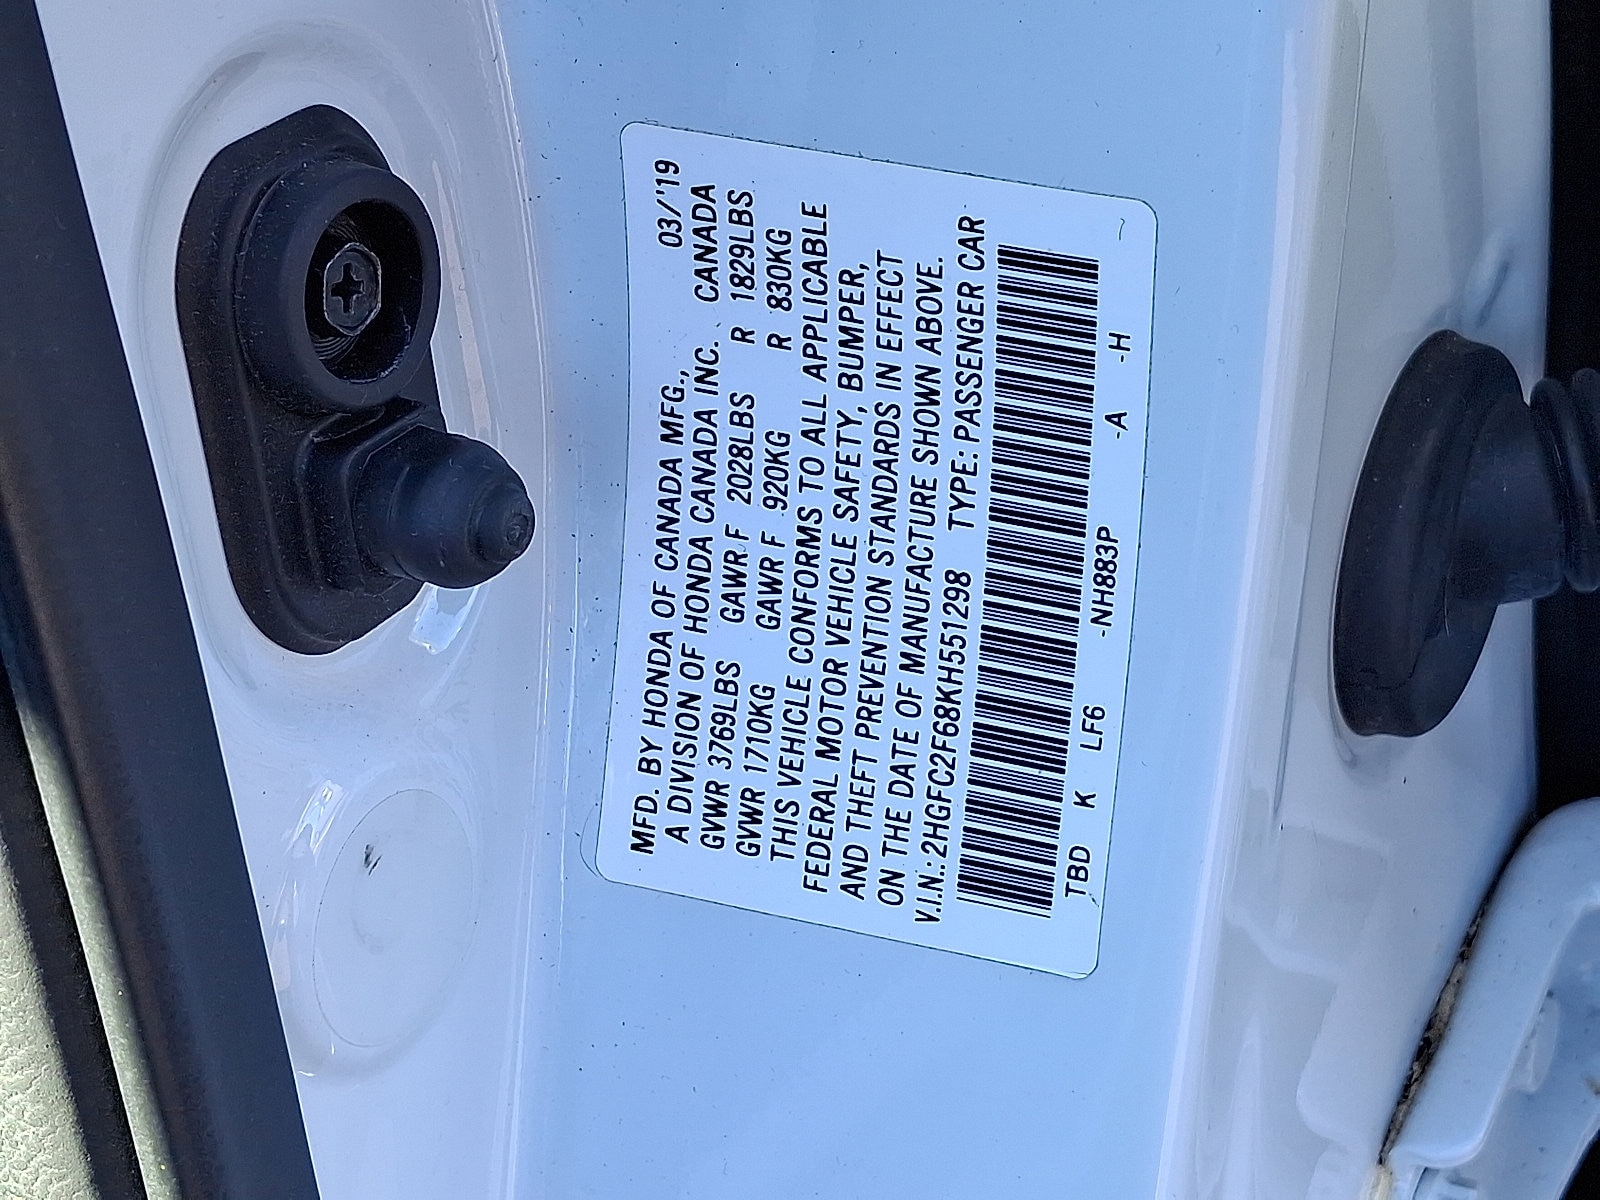 MFD. BY HONDA OF CANADA MFG., 03/'19
A DIVISION OF HONDA CANADA INC. CANADA
GVWR 3769LBS GAWR F 2028LBS R 1829LBS
GVWR 1710KG GAWR F 920KG R 830KG
THIS VEHICLE CONFORMS TO ALL APPLICABLE
FEDERAL MOTOR VEHICLE SAFETY, BUMPER,
AND THEFT PREVENTION STANDARDS IN EFFECT
ON THE DATE OF MANUFACTURE SHOWN ABOVE.
V.I.N.: 2HGFC2F68KH551298 TYPE: PASSENGER CAR
TBD K LF6 -NH883P -A -H ~